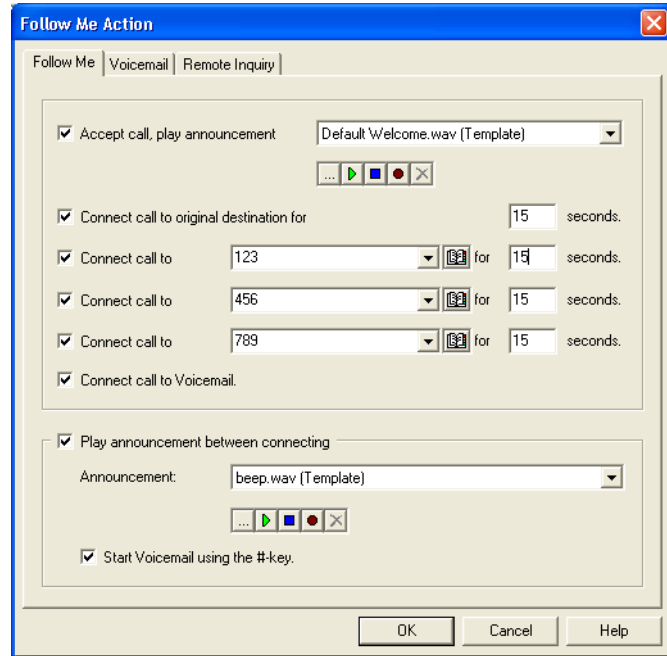 Follow Me Action
Follow Me Voicemail Remote Inquiry
Accept call, play announcement Default Welcome.wav (Template)
...
Connect call to original destination for 15 seconds.
Connect call to 123 for 15 seconds.
Connect call to 456 for 15 seconds.
Connect call to 789 for 15 seconds.
Connect call to Voicemail.
Play announcement between connecting
Announcement: beep.wav (Template)
...
Start Voicemail using the #-key.
OK Cancel Help